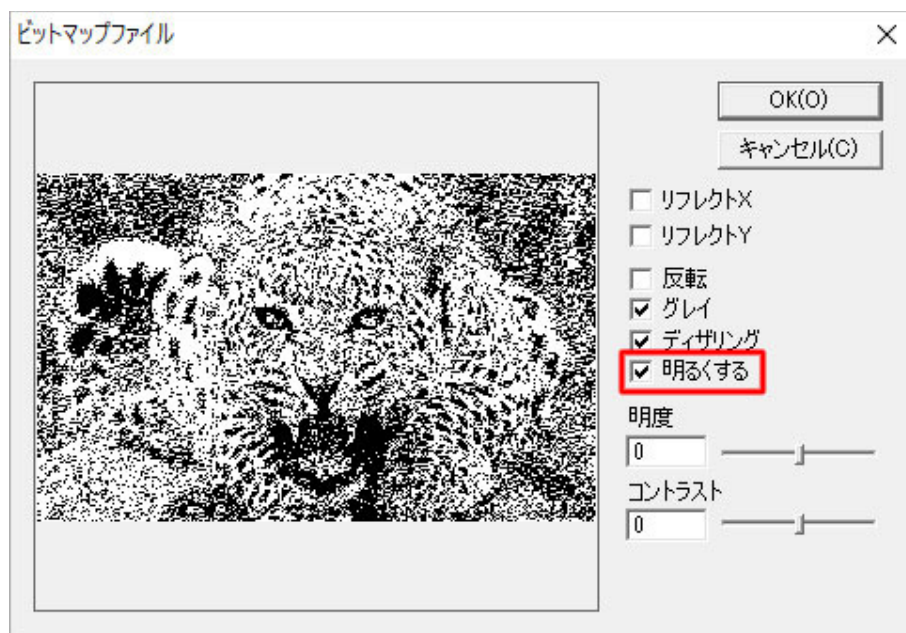 ビットマップファイル
OK(O)
キャンセル(C)
リフレクトX
リフレクトY
反転
グレイ
ディザリング
明るくする
明度
0
コントラスト
0